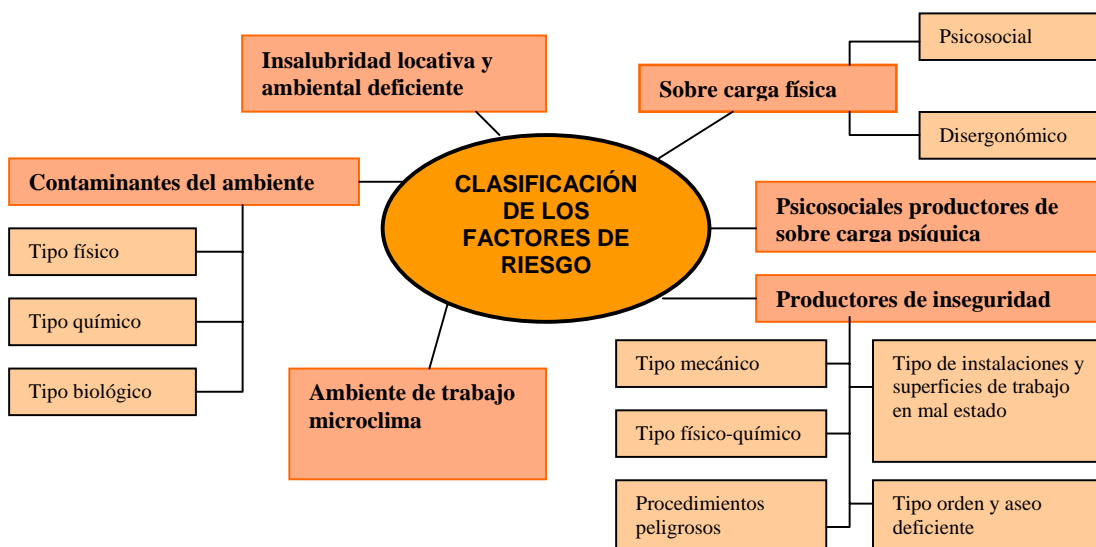 Insalubridad locativa y
ambiental deficiente
Sobre carga física
Psicosocial
Disergonómico
Contaminantes del ambiente
Tipo físico
Tipo químico
Tipo biológico
CLASIFICACIÓN
DE LOS
FACTORES DE
RIESGO
Psicosociales productores de
sobre carga psíquica
Productores de inseguridad
Tipo mecánico
Tipo físico-químico
Procedimientos
peligrosos
Tipo de instalaciones y
superficies de trabajo
en mal estado
Tipo orden y aseo
deficiente
Ambiente de trabajo
microclima